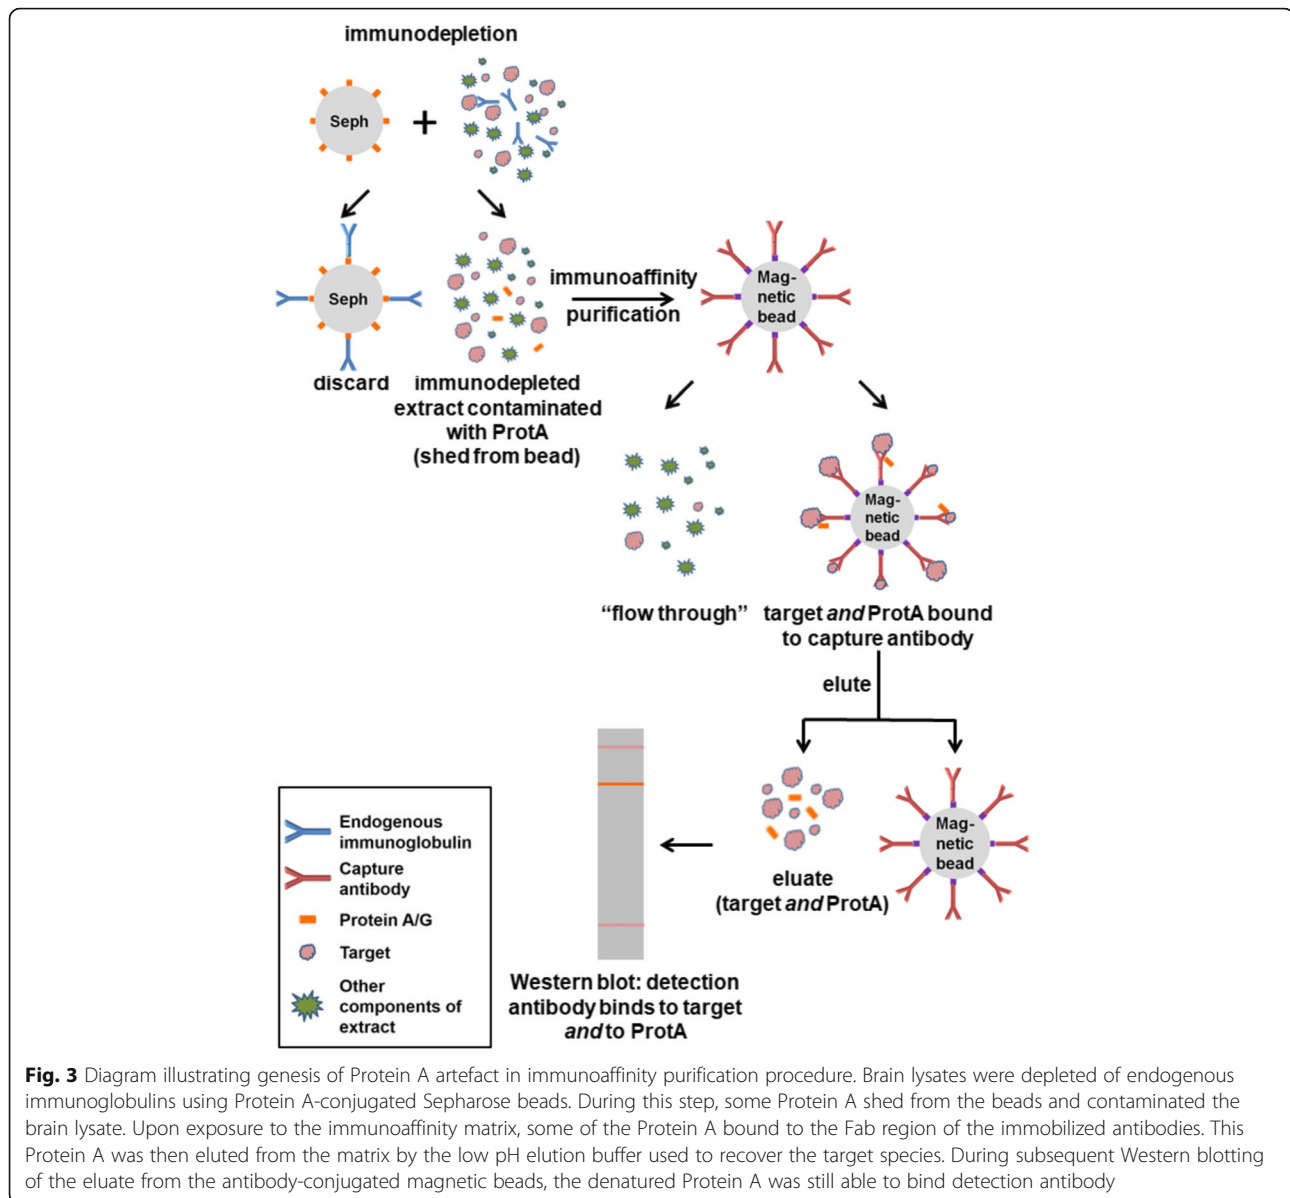 immunodepletion
Seph
+
Seph
discard
immunodepleted
extract contaminated
with ProtA
(shed from bead)
immunoaffinity
purification
Mag-
netic
bead
"flow through"
Mag-
netic
bead
target and ProtA bound
to capture antibody
elute
eluate
(target and ProtA)
Mag-
netic
bead
Western blot: detection
antibody binds to target
and to ProtA
Endogenous
immunoglobulin
Capture
antibody
Protein A/G
Target
Other
components of
extract
Fig. 3 Diagram illustrating genesis of Protein A artefact in immunoaffinity purification procedure. Brain lysates were depleted of endogenous
immunoglobulins using Protein A-conjugated Sepharose beads. During this step, some Protein A shed from the beads and contaminated the
brain lysate. Upon exposure to the immunoaffinity matrix, some of the Protein A bound to the Fab region of the immobilized antibodies. This
Protein A was then eluted from the matrix by the low pH elution buffer used to recover the target species. During subsequent Western blotting
of the eluate from the antibody-conjugated magnetic beads, the denatured Protein A was still able to bind detection antibody